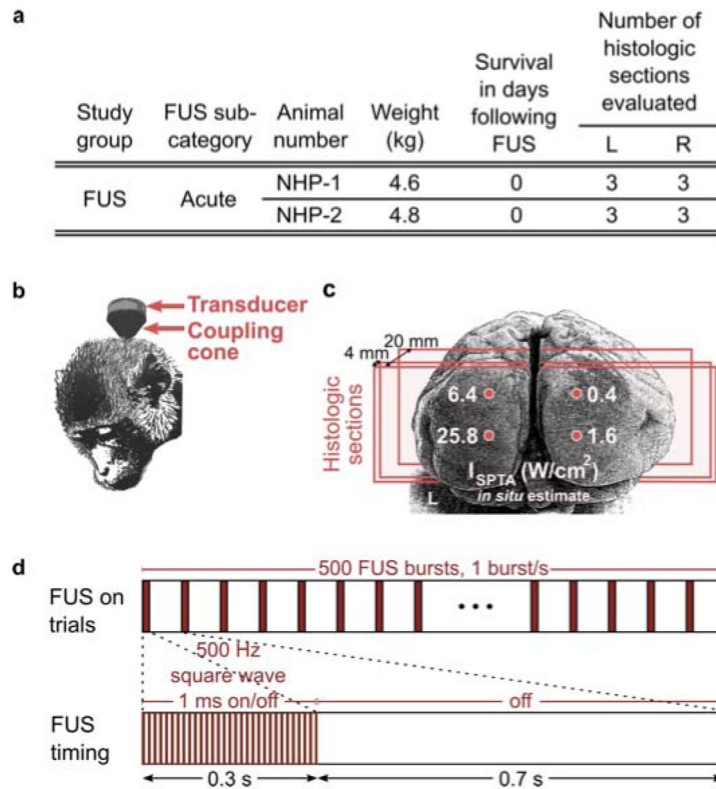 a
Number of
histologic
sections
evaluated
Survival
in days
following
FUS
Study
group
FUS sub-
category
Animal
number
Weight
(kg)
L R
FUS Acute NHP-1 4.6 0 3 3
NHP-2 4.8 0 3 3
b
Transducer
Coupling
cone
c
20 mm
4 mm
Histologic
sections
6.4 0.4
25.8 1.6
I SPTA (W/cm2)
in situ estimate
L
d
500 FUS bursts, 1 burst/s
FUS on
trials
...
500 Hz
square wave
1 ms on/off off
FUS
timing
0.3 s 0.7 s